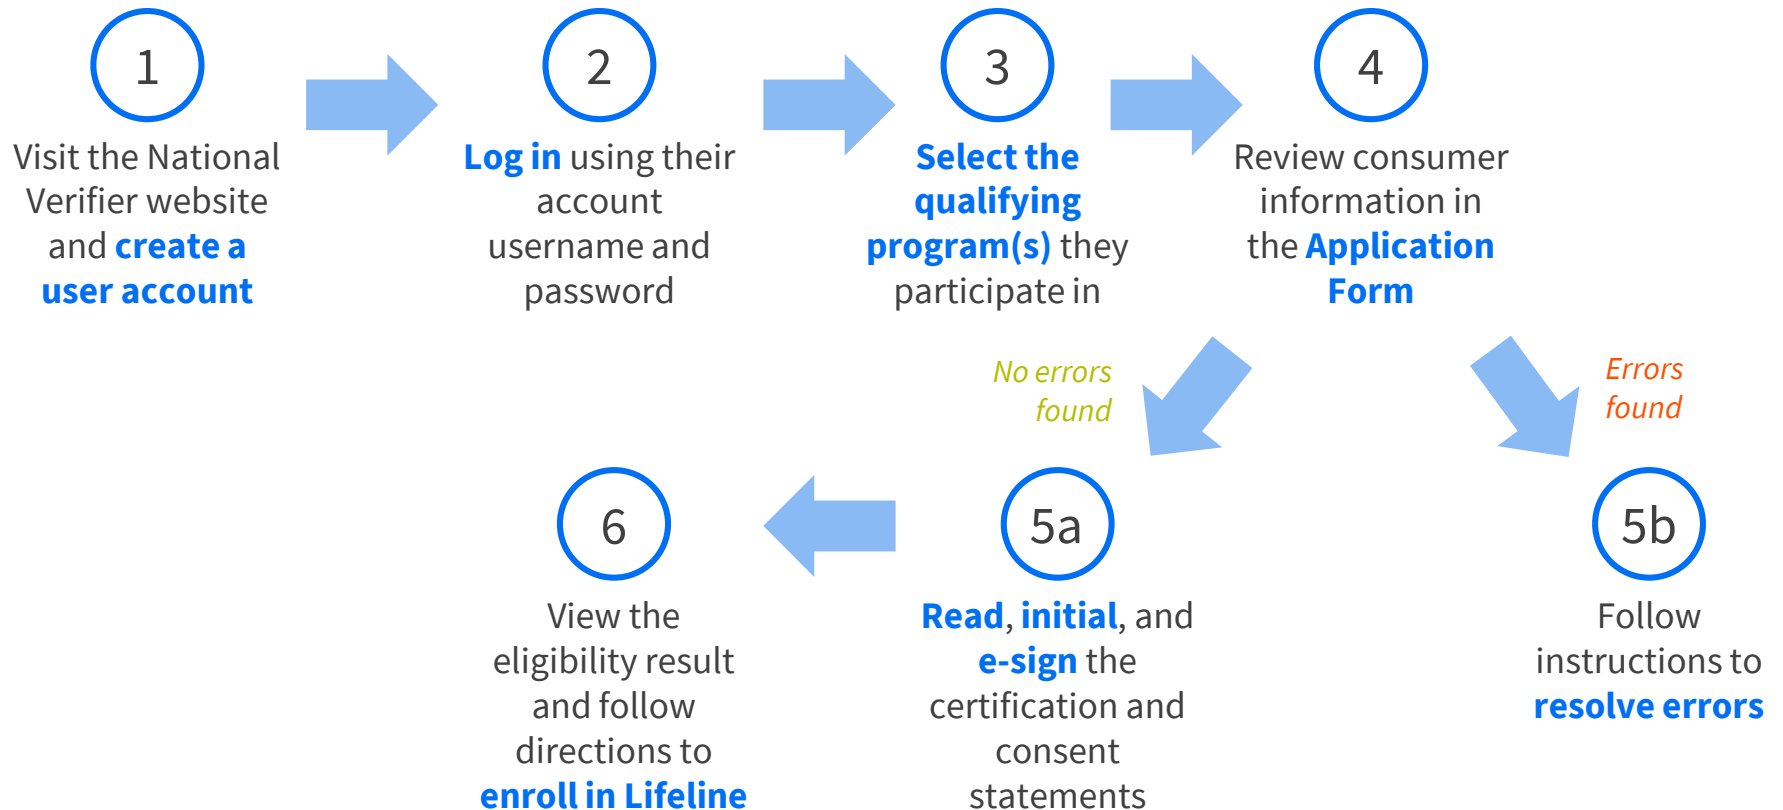 1
Visit the National
Verifier website
and create a
user account
2
Log in using their
account
username and
password
3
Select the
qualifying
program(s) they
participate in
4
Review consumer
information in
the Application
Form
No errors
found
Errors
found
5a
Read, initial, and
e-sign the
certification and
consent
statements
5b
Follow
instructions to
resolve errors
6
View the
eligibility result
and follow
directions to
enroll in Lifeline